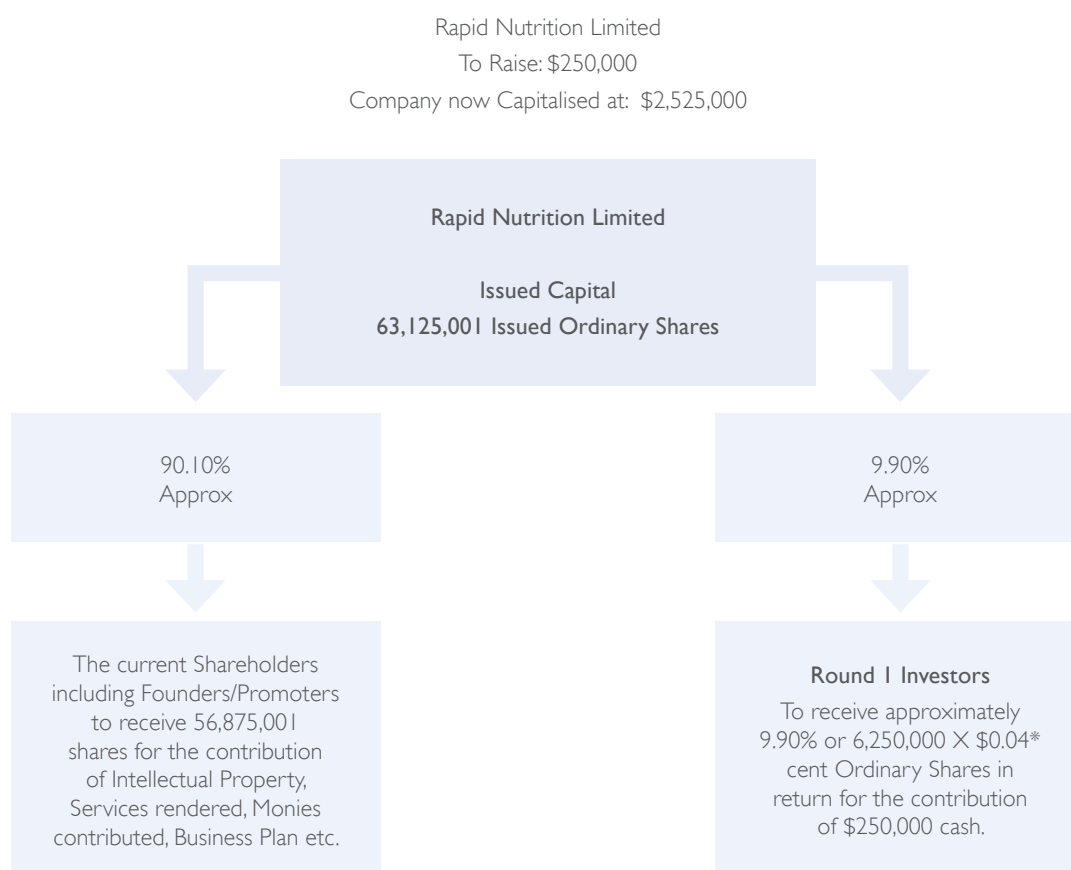 Rapid Nutrition Limited
To Raise: $250,000
Company now Capitalised at: $2,525,000
Rapid Nutrition Limited
Issued Capital
63,125,001 Issued Ordinary Shares
90.10%
Approx
9.90%
Approx
The current Shareholders
including Founders/Promoters
to receive 56,875,001
shares for the contribution
of Intellectual Property,
Services rendered, Monies
contributed, Business Plan etc.
Round 1 Investors
To receive approximately
9.90% or 6,250,000 X $0.04*
cent Ordinary Shares in
return for the contribution
of $250,000 cash.